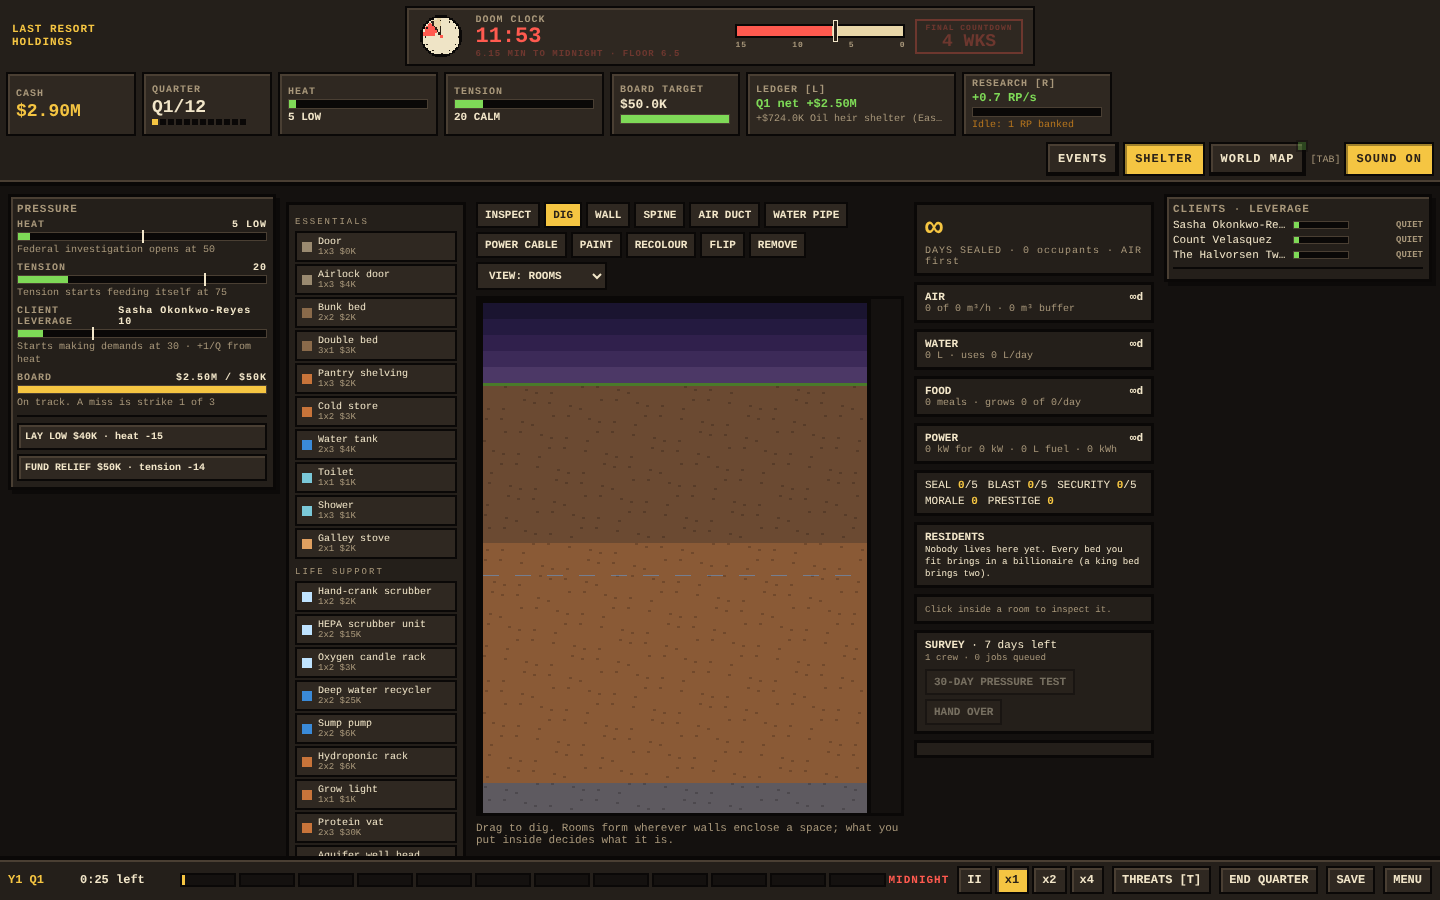 LAST RESORT
HOLDINGS
DOOM CLOCK
11:53
6.15 MIN TO MIDNIGHT · FLOOR 6.5
15 10 5 0
FINAL COUNTDOWN
4 WKS
CASH
$2.90M
QUARTER
Q1/12
HEAT
5 LOW
TENSION
20 CALM
BOARD TARGET
$50.0K
LEDGER [L]
Q1 net +$2.50M
+$724.0K Oil heir shelter (Eas…
RESEARCH [R]
+0.7 RP/s
Idle: 1 RP banked
EVENTS
SHELTER
WORLD MAP
[TAB]
SOUND ON
PRESSURE
HEAT 5 LOW
Federal investigation opens at 50
TENSION 20
Tension starts feeding itself at 75
CLIENT LEVERAGE Sasha Okonkwo-Reyes 10
Starts making demands at 30 · +1/Q from heat
BOARD $2.50M / $50K
On track. A miss is strike 1 of 3
LAY LOW $40K · heat -15
FUND RELIEF $50K · tension -14
ESSENTIALS
Door
1x3 $0K
Airlock door
1x3 $4K
Bunk bed
2x2 $2K
Double bed
3x1 $3K
Pantry shelving
1x3 $2K
Cold store
1x2 $3K
Water tank
2x3 $4K
Toilet
1x1 $1K
Shower
1x3 $1K
Galley stove
2x1 $2K
LIFE SUPPORT
Hand-crank scrubber
1x2 $2K
HEPA scrubber unit
2x2 $15K
Oxygen candle rack
1x2 $3K
Deep water recycler
2x2 $25K
Sump pump
2x2 $6K
Hydroponic rack
2x2 $6K
Grow light
1x1 $1K
Protein vat
2x3 $30K
Aquifer well head
INSPECT
DIG
WALL
SPINE
AIR DUCT
WATER PIPE
POWER CABLE
PAINT
RECOLOUR
FLIP
REMOVE
VIEW: ROOMS
Drag to dig. Rooms form wherever walls enclose a space; what you
put inside decides what it is.
∞
DAYS SEALED · 0 occupants · AIR
first
AIR ∞d
0 of 0 m³/h · 0 m³ buffer
WATER ∞d
0 L · uses 0 L/day
FOOD ∞d
0 meals · grows 0 of 0/day
POWER ∞d
0 kW for 0 kW · 0 L fuel · 0 kWh
SEAL 0/5 BLAST 0/5 SECURITY 0/5
MORALE 0 PRESTIGE 0
RESIDENTS
Nobody lives here yet. Every bed you
fit brings in a billionaire (a king bed
brings two).
Click inside a room to inspect it.
SURVEY · 7 days left
1 crew · 0 jobs queued
30-DAY PRESSURE TEST
HAND OVER
CLIENTS · LEVERAGE
Sasha Okonkwo-Re… QUIET
Count Velasquez QUIET
The Halvorsen Tw… QUIET
Y1 Q1
0:25 left
MIDNIGHT
II
x1
x2
x4
THREATS [T]
END QUARTER
SAVE
MENU